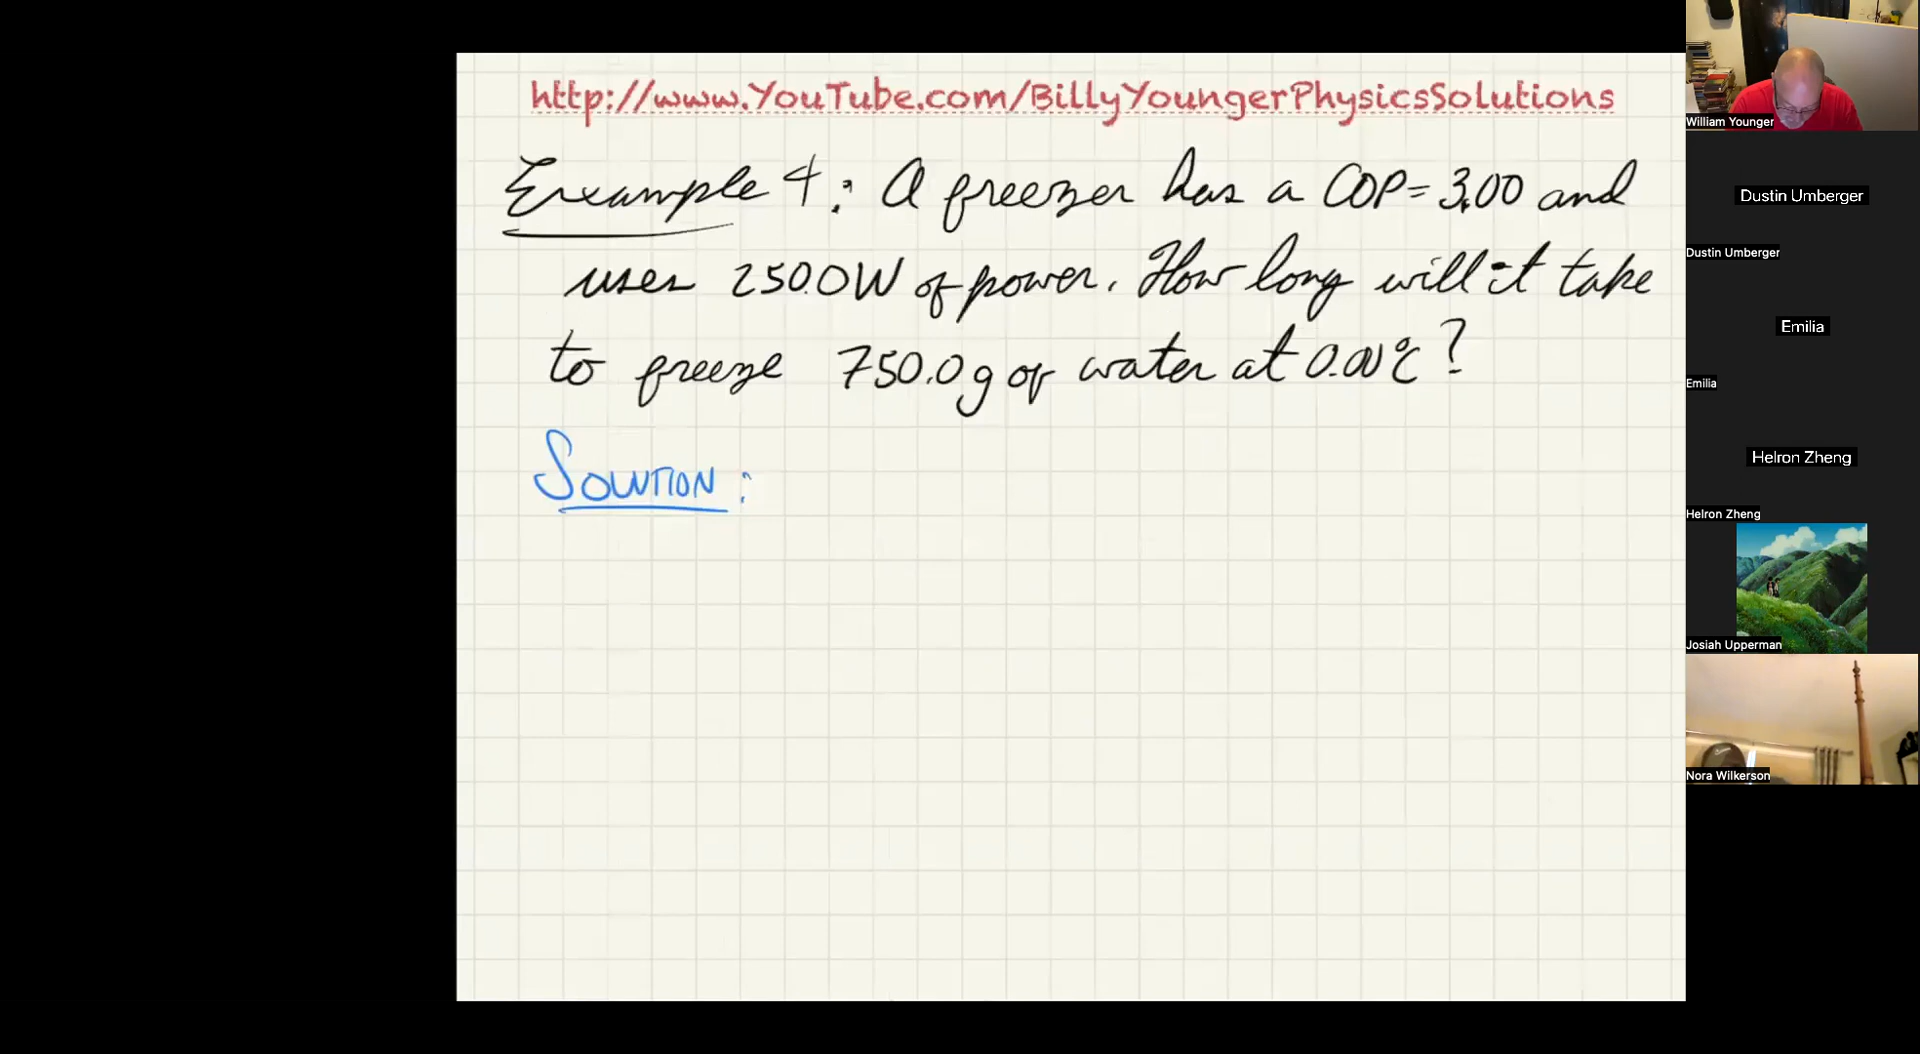 http://www.YouTube.com/BillyYoungerPhysicsSolutions
Example 4: A freezer has a COP=3.00 and
uses 250.0W of power. How long will it take
to freeze 750.0g of water at 0.00°C?
SOLUTION:
William Younger
Dustin Umberger
Dustin Umberger
Emilia
Emilia
Helron Zheng
Helron Zheng
Josiah Upperman
Nora Wilkerson